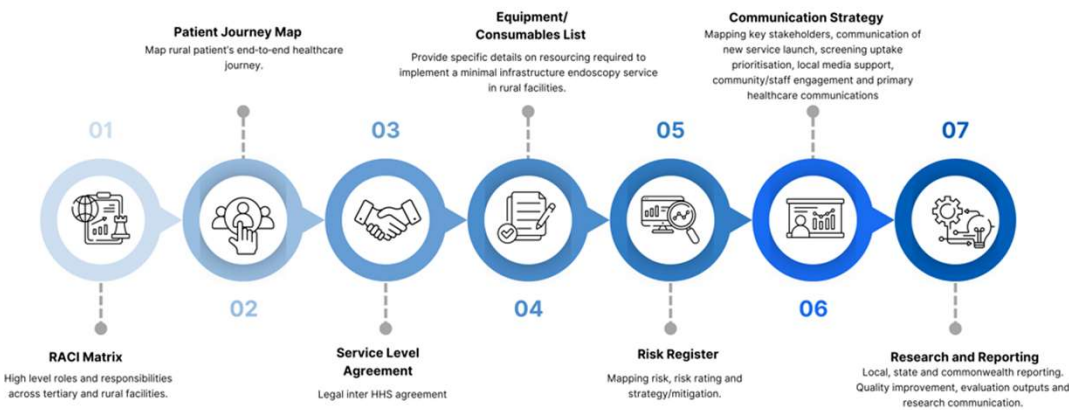 Patient Journey Map
Map rural patient's end-to-end healthcare
journey.
Equipment/
Consumables List
Provide specific details on resourcing required to
implement a minimal infrastructure endoscopy service
in rural facilities.
Communication Strategy
Mapping key stakeholders, communication of
new service launch, screening uptake
prioritisation, local media support,
community/staff engagement and primary
healthcare communications
01
03
05
07
02
04
06
RACI Matrix
High level roles and responsibilities
across tertiary and rural facilities.
Service Level
Agreement
Legal inter HHS agreement
Risk Register
Mapping risk, risk rating and
strategy/mitigation.
Research and Reporting
Local, state and commonwealth reporting.
Quality improvement, evaluation outputs and
research communication.